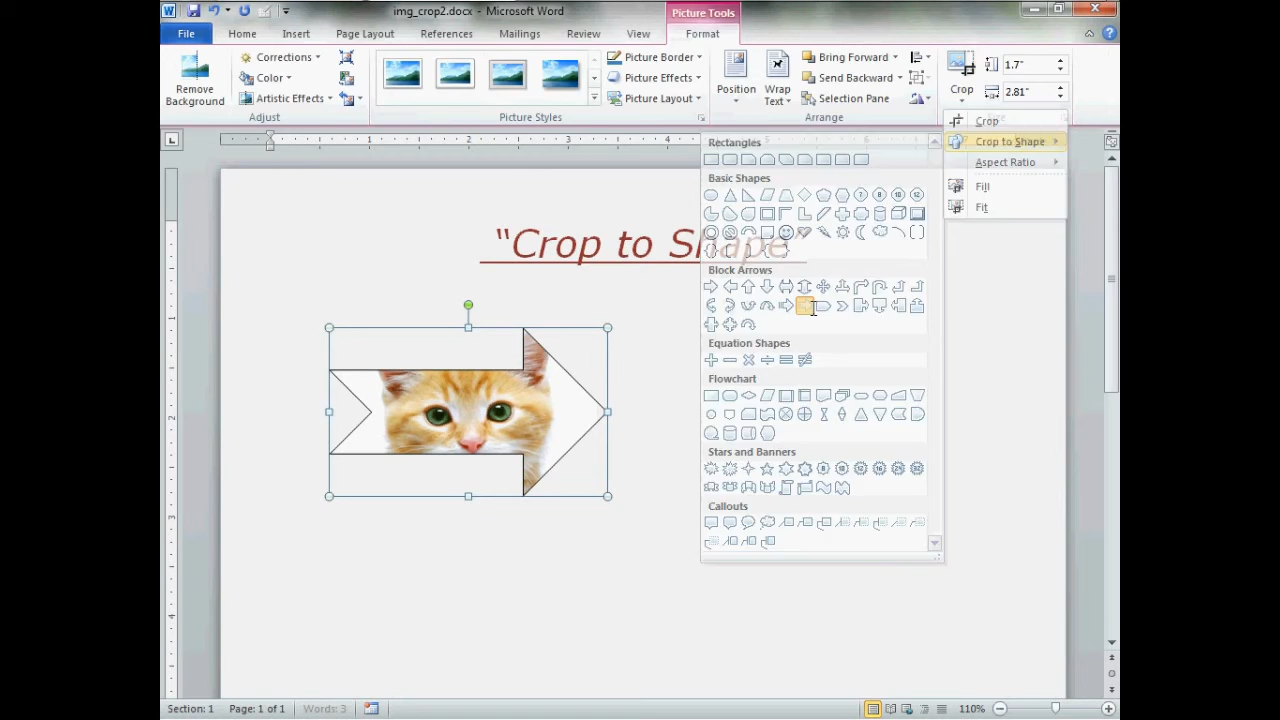 img_crop2.docx - Microsoft Word
Picture Tools
File
Home
Insert
Page Layout
References
Mailings
Review
View
Format
Remove
Background
Corrections
Color
Artistic Effects
Adjust
Picture Styles
Picture Border
Picture Effects
Picture Layout
Position
Wrap
Text
Bring Forward
Send Backward
Selection Pane
Arrange
Crop
1.7"
2.81"
Crop
Crop to Shape
Aspect Ratio
Fill
Fit
Rectangles
Basic Shapes
Block Arrows
Equation Shapes
Flowchart
Stars and Banners
Callouts
“Crop to Shape”
Section: 1
Page: 1 of 1
Words: 3
110%